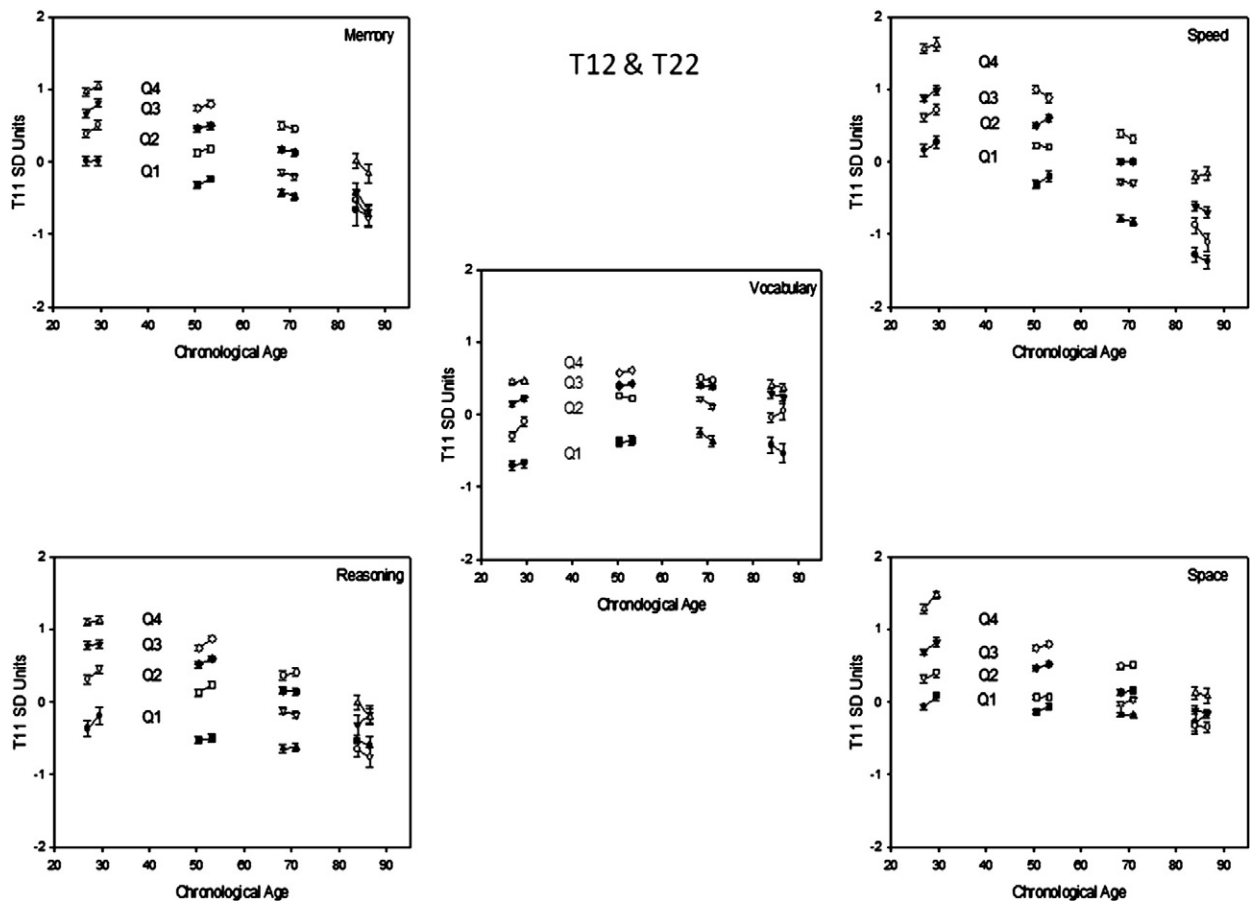 T12 & T22
Memory
T11 SD Units
2
1
0
-1
-2
Q4
Q3
Q2
Q1
20 30 40 50 60 70 80 90
Chronological Age
Speed
T11 SD Units
2
1
0
-1
-2
Q4
Q3
Q2
Q1
20 30 40 50 60 70 80 90
Chronological Age
Vocabulary
T11 SD Units
2
1
0
-1
-2
Q4
Q3
Q2
Q1
20 30 40 50 60 70 80 90
Chronological Age
Reasoning
T11 SD Units
2
1
0
-1
-2
Q4
Q3
Q2
Q1
20 30 40 50 60 70 80 90
Chronological Age
Space
T11 SD Units
2
1
0
-1
-2
Q4
Q3
Q2
Q1
20 30 40 50 60 70 80 90
Chronological Age